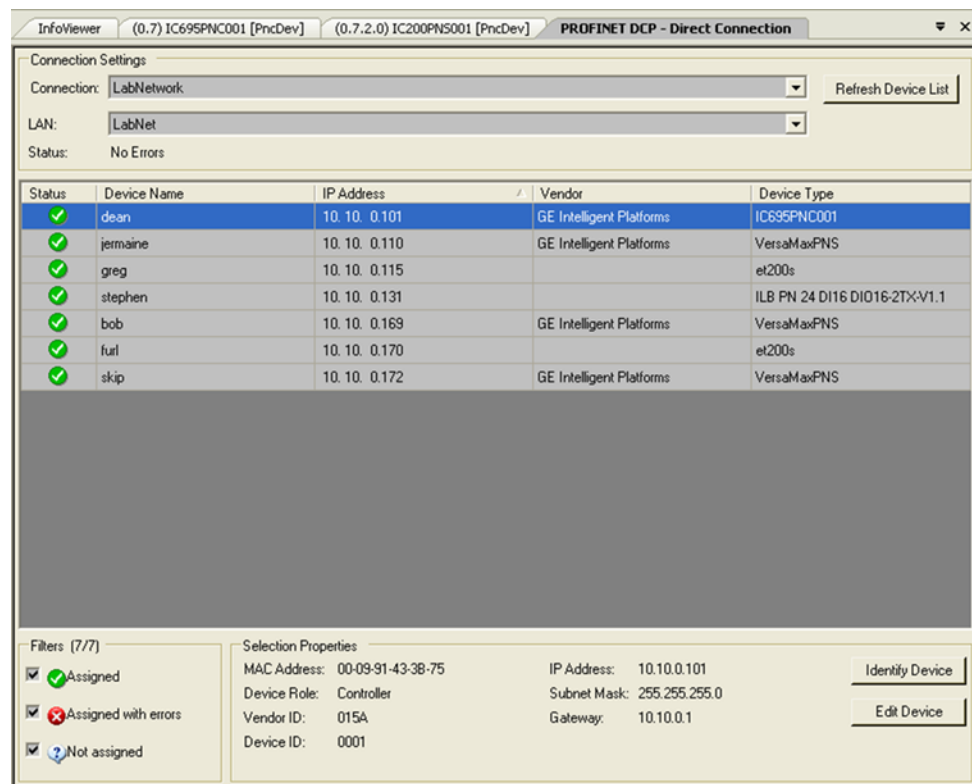 InfoViewer (0.7) IC695PNC001 [PncDev] (0.7.2.0) IC200PNS001 [PncDev] PROFINET DCP - Direct Connection
Connection Settings
Connection: LabNetwork Refresh Device List
LAN: LabNet
Status: No Errors
Status Device Name IP Address Vendor Device Type
dean 10. 10. 0.101 GE Intelligent Platforms IC695PNC001
jermaine 10. 10. 0.110 GE Intelligent Platforms VersaMaxPNS
greg 10. 10. 0.115 et200s
stephen 10. 10. 0.131 ILB PN 24 DI16 DIO16-2TX-V1.1
bob 10. 10. 0.169 GE Intelligent Platforms VersaMaxPNS
furl 10. 10. 0.170 et200s
skip 10. 10. 0.172 GE Intelligent Platforms VersaMaxPNS
Filters (7/7)
Assigned
Assigned with errors
Not assigned
Selection Properties
MAC Address: 00-09-91-43-3B-75 IP Address: 10.10.0.101 Identify Device
Device Role: Controller Subnet Mask: 255.255.255.0
Vendor ID: 015A Gateway: 10.10.0.1 Edit Device
Device ID: 0001